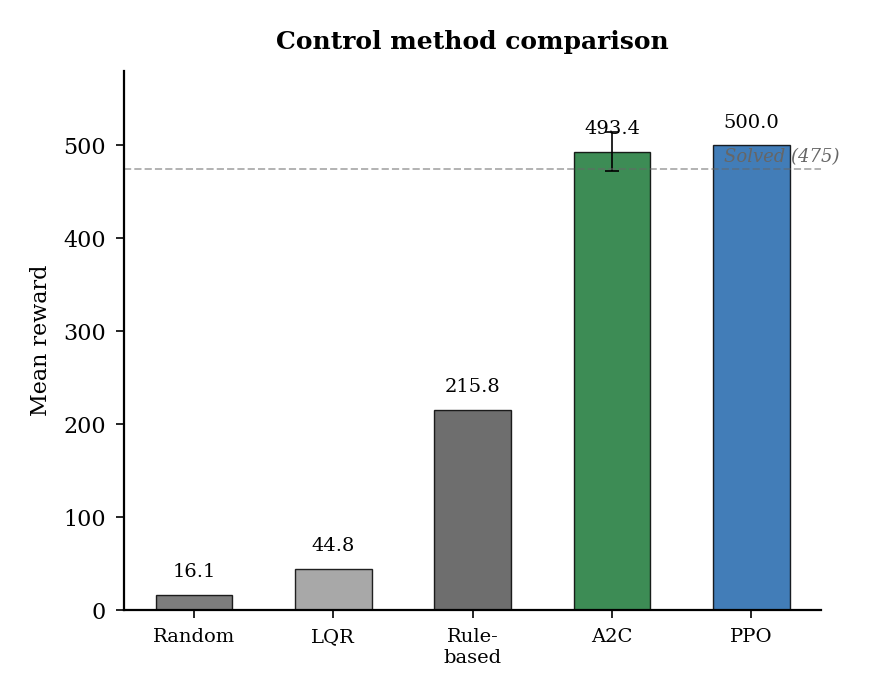 Control method comparison
Mean reward
500
400
300
200
100
0
16.1
44.8
215.8
493.4
500.0
Solved (475)
Random
LQR
Rule-
based
A2C
PPO